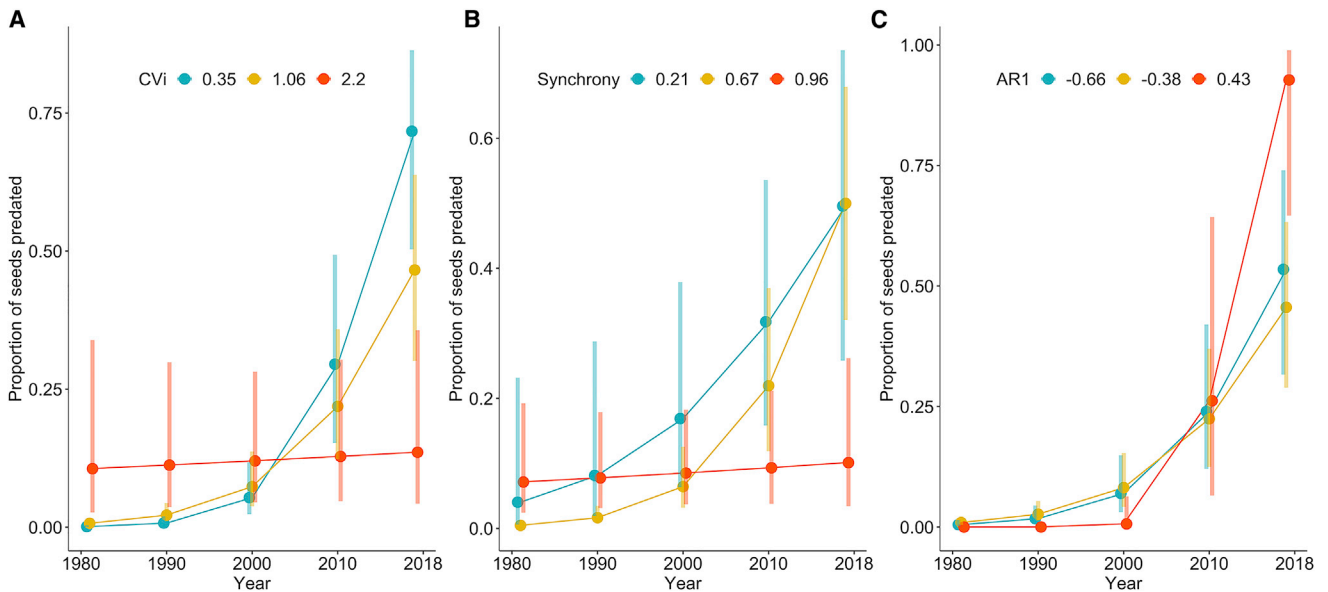 A
CVi 0.35 1.06 2.2
Proportion of seeds predated
0.75
0.50
0.25
0.00
1980 1990 2000 2010 2018
Year
B
Synchrony 0.21 0.67 0.96
Proportion of seeds predated
0.6
0.4
0.2
0.0
1980 1990 2000 2010 2018
Year
C
AR1 -0.66 -0.38 0.43
Proportion of seeds predated
1.00
0.75
0.50
0.25
0.00
1980 1990 2000 2010 2018
Year